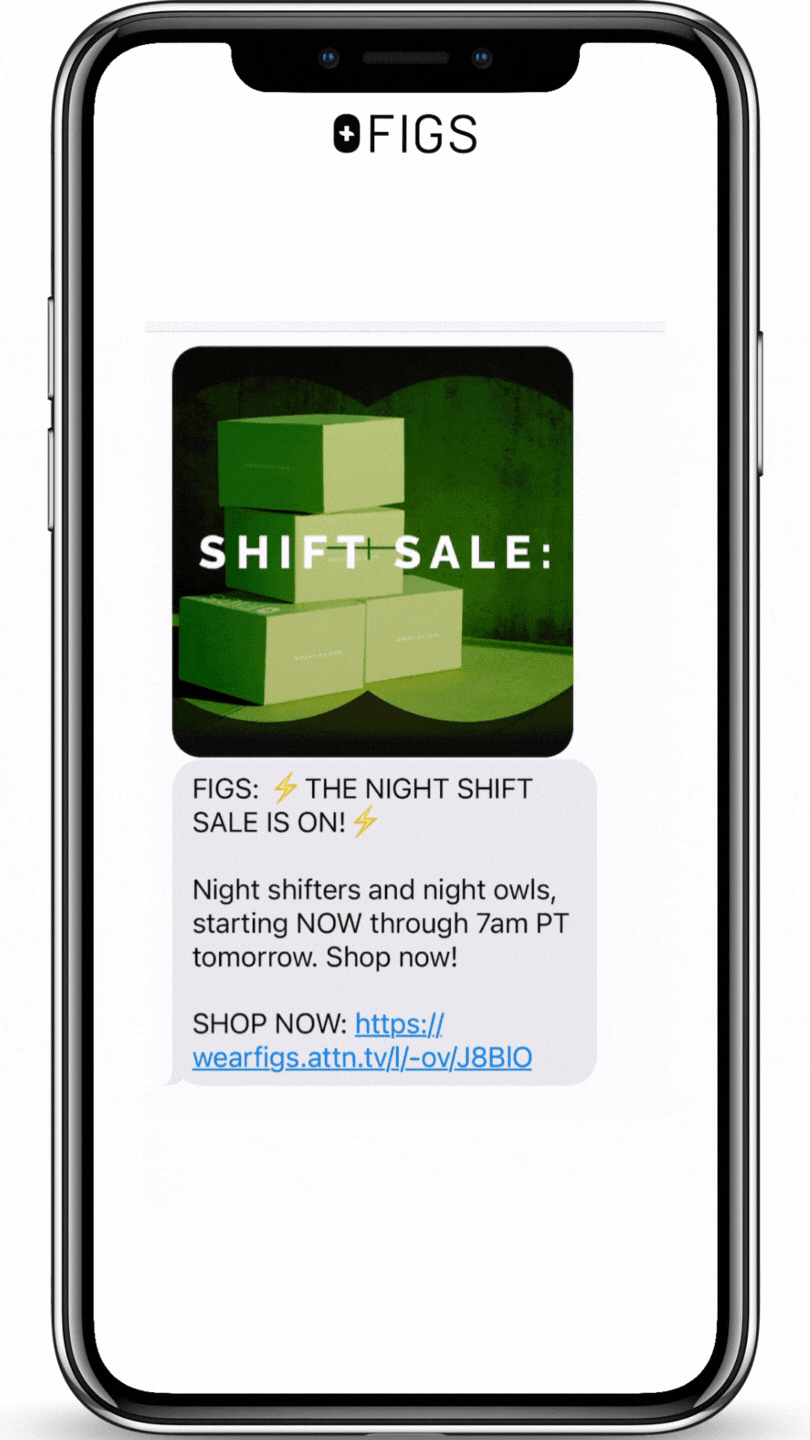 FIGS
SHIFT SALE:
FIGS: ⚡THE NIGHT SHIFT
SALE IS ON!⚡
Night shifters and night owls,
starting NOW through 7am PT
tomorrow. Shop now!
SHOP NOW: https://
wearfigs.attn.tv/l/-ov/J8BlO